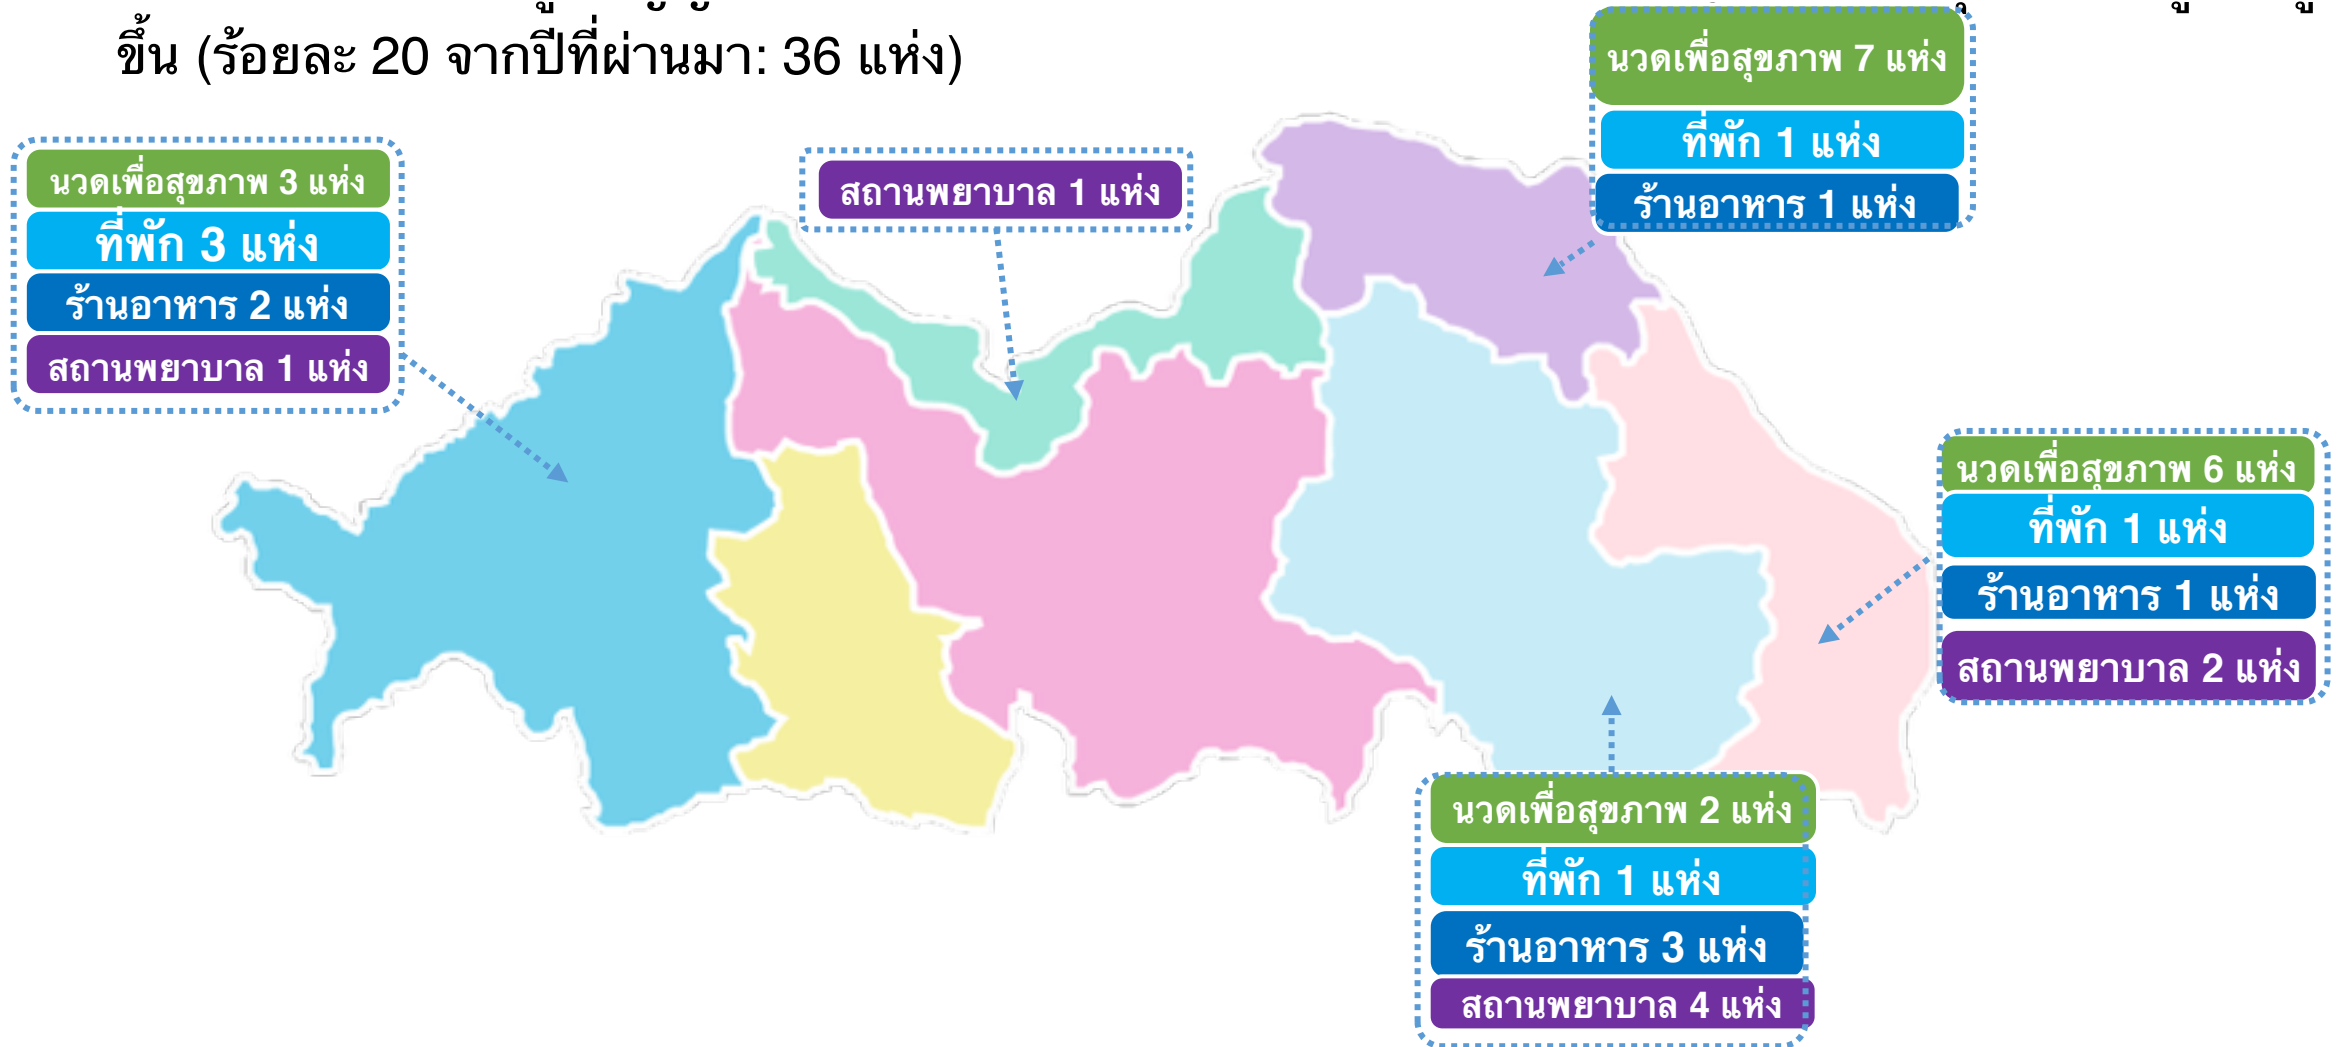 ขึ้น (ร้อยละ 20 จากปีที่ผ่านมา: 36 แห่ง)
นวดเพื่อสุขภาพ 7 แห่ง
ที่พัก 1 แห่ง
ร้านอาหาร 1 แห่ง
นวดเพื่อสุขภาพ 3 แห่ง
ที่พัก 3 แห่ง
ร้านอาหาร 2 แห่ง
สถานพยาบาล 1 แห่ง
สถานพยาบาล 1 แห่ง
นวดเพื่อสุขภาพ 6 แห่ง
ที่พัก 1 แห่ง
ร้านอาหาร 1 แห่ง
สถานพยาบาล 2 แห่ง
นวดเพื่อสุขภาพ 2 แห่ง
ที่พัก 1 แห่ง
ร้านอาหาร 3 แห่ง
สถานพยาบาล 4 แห่ง